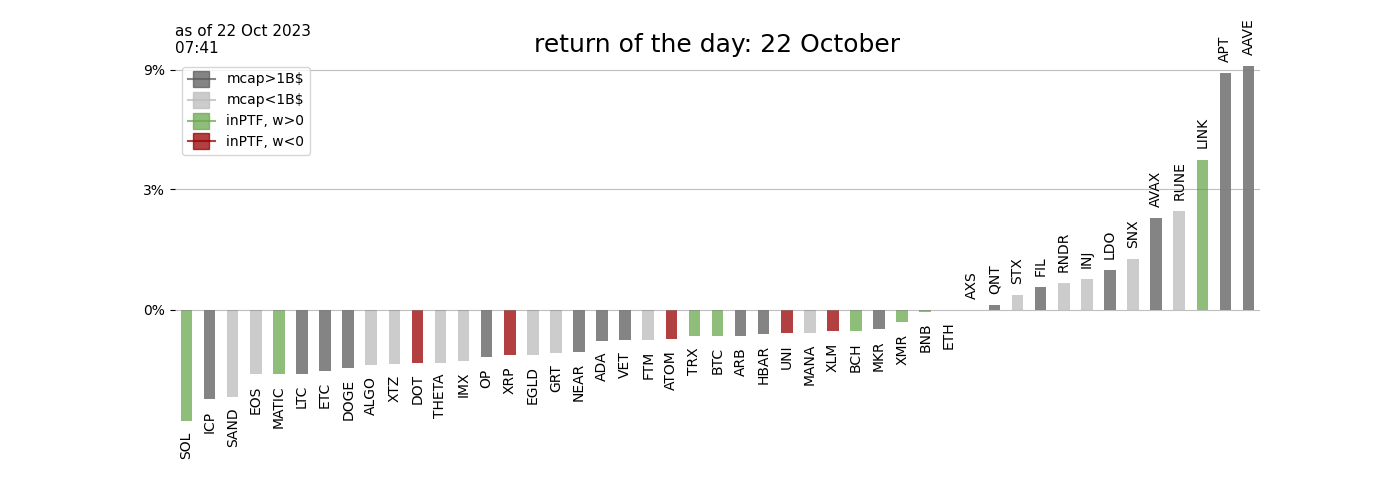 as of 22 Oct 2023
07:41
return of the day: 22 October
mcap>1B$
mcap<1B$
inPTF, w>0
inPTF, w<0
9%
3%
0%
SOL
ICP
SAND
EOS
MATIC
LTC
ETC
DOGE
ALGO
XTZ
DOT
THETA
IMX
OP
XRP
EGLD
GRT
NEAR
ADA
VET
FTM
ATOM
TRX
BTC
ARB
HBAR
UNI
MANA
XLM
BCH
MKR
XMR
BNB
ETH
AXS
QNT
STX
FIL
RNDR
INJ
LDO
SNX
AVAX
RUNE
LINK
APT
AAVE